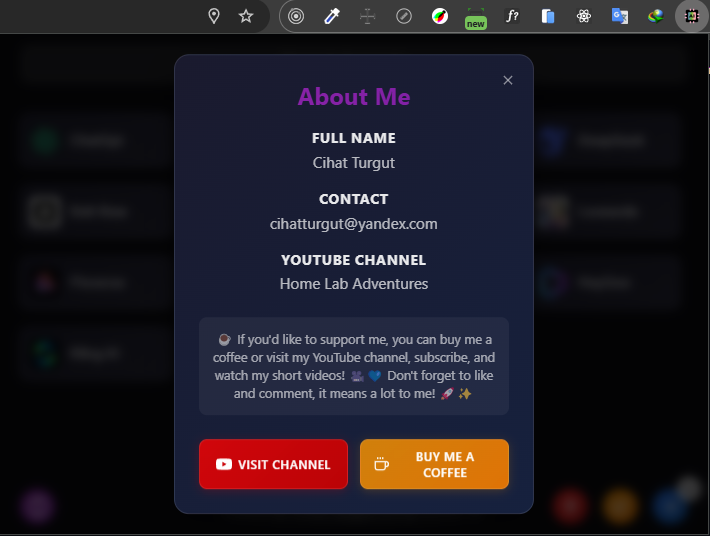 new
f?
About Me
FULL NAME
Cihat Turgut
CONTACT
cihatturgut@yandex.com
YOUTUBE CHANNEL
Home Lab Adventures
☕ If you'd like to support me, you can buy me a
coffee or visit my YouTube channel, subscribe, and
watch my short videos! 🎥 💙 Don't forget to like
and comment, it means a lot to me! 🚀 ✨
VISIT CHANNEL
BUY ME A
COFFEE